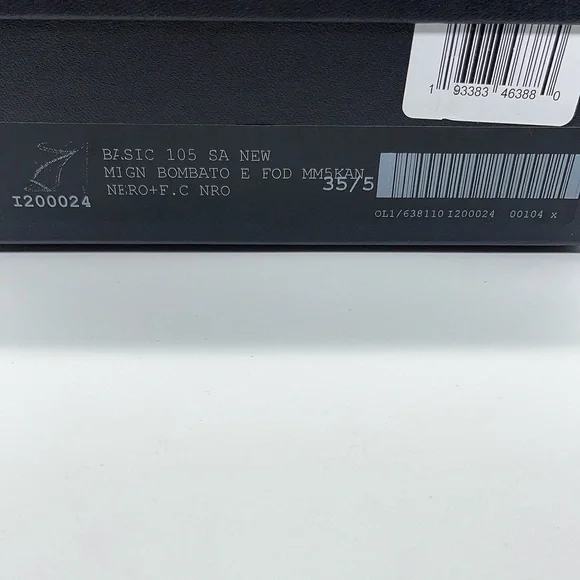 1 93383 46388 0
BASIC 105 SA NEW
MIGN BOMBATO E FOD MM5KAN
35/5
NERO+F.C NRO
I200024
OL1/638110 I200024 00104 x